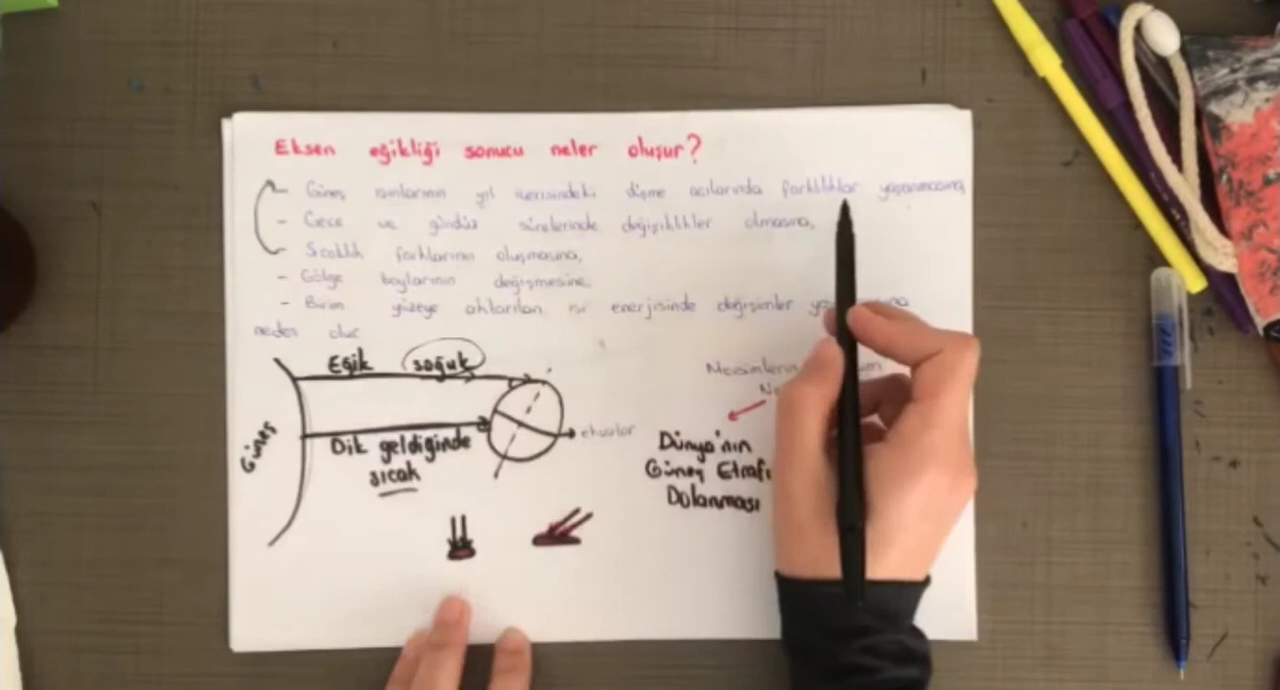 Eksen eğikliği sonucu neler oluşur?
- Güneş ışınlarının yıl içerisindeki düşme açılarında farklılıklar yaşanmasına,
- Gece ve gündüz sürelerinde değişiklikler olmasına,
- Sıcaklık farklarının oluşmasına,
- Gölge boylarının değişmesine,
- Birim yüzeye aktarılan ısı enerjisinde değişimler
neden olur
Eğik soğuk
Güneş
Dik geldiğinde
sıcak
ekvator
Mevsimlerin
Dünya'nın
Güneş Etrafı
Dolanması